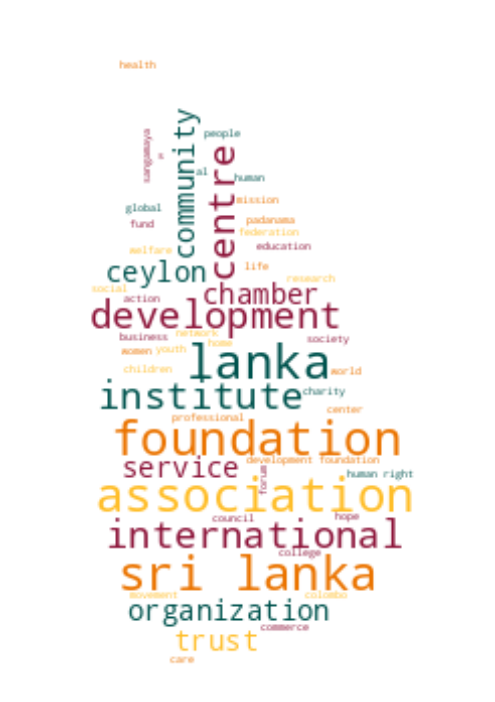 health
community
people
sangamaya
centre
al
human
mission
global
fund
padanama
federation
welfare
education
ceylon
life
research
social
action
chamber
development
business
network
society
women
youth
home
lanka
children
world
institute
charity
center
professional
foundation
service
development foundation
forum
human right
association
council
hope
international
college
sri lanka
movement
colombo
organization
commerce
trust
care